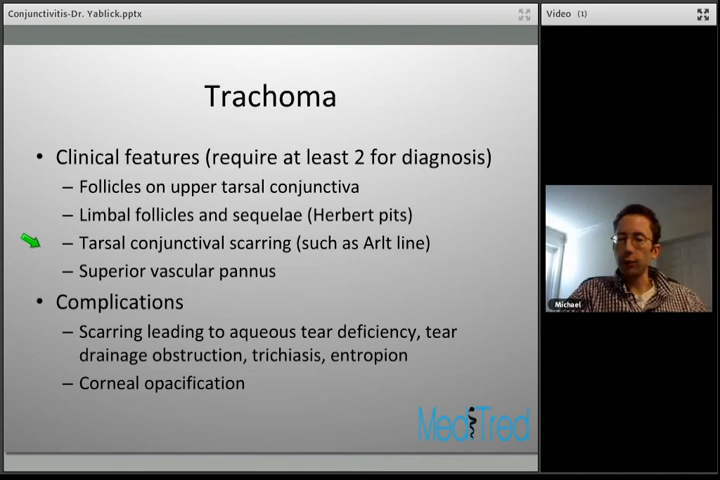 Conjunctivitis-Dr. Yablick.pptx
Video (1)
Trachoma
• Clinical features (require at least 2 for diagnosis)
– Follicles on upper tarsal conjunctiva
– Limbal follicles and sequelae (Herbert pits)
– Tarsal conjunctival scarring (such as Arlt line)
– Superior vascular pannus
• Complications
– Scarring leading to aqueous tear deficiency, tear
drainage obstruction, trichiasis, entropion
– Corneal opacification
Michael
MediTred